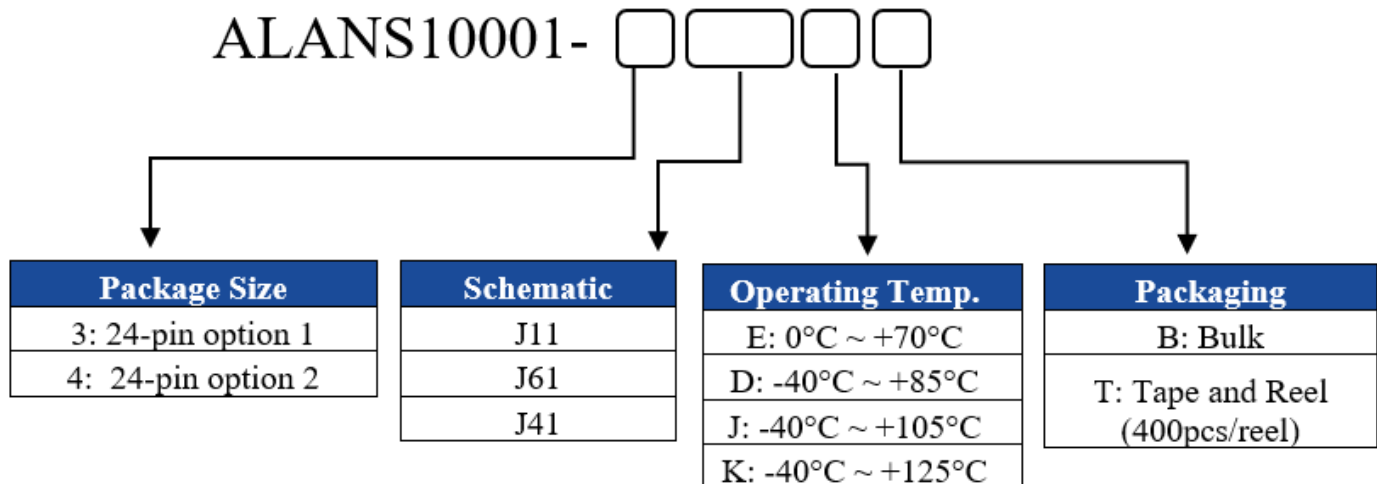 ALANS10001-
Package Size
3: 24-pin option 1
4: 24-pin option 2
Schematic
J11
J61
J41
Operating Temp.
E: 0°C ~ +70°C
D: -40°C ~ +85°C
J: -40°C ~ +105°C
K: -40°C ~ +125°C
Packaging
B: Bulk
T: Tape and Reel
(400pcs/reel)